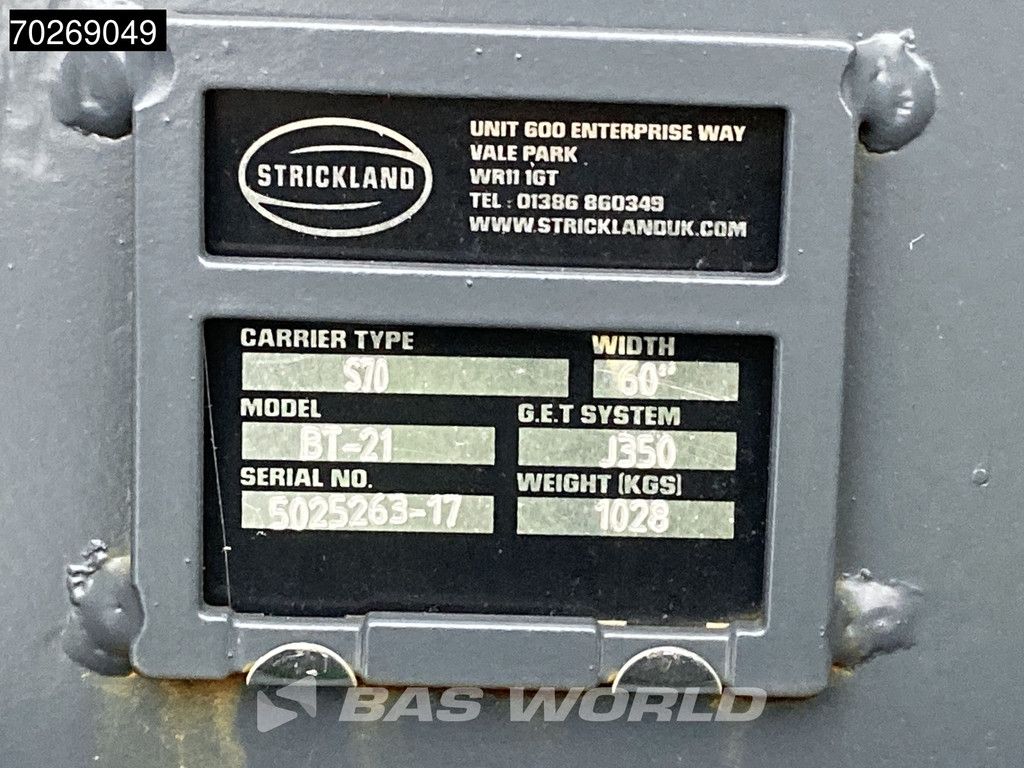 70269049
STRICKLAND
UNIT 600 ENTERPRISE WAY
VALE PARK
WR11 1GT
TEL : 01386 860349
WWW.STRICKLANDUK.COM
CARRIER TYPE
S70
WIDTH
60"
MODEL
BT-21
G.E.T SYSTEM
J350
SERIAL NO.
5025263-17
WEIGHT (KGS)
1028
BAS WORLD